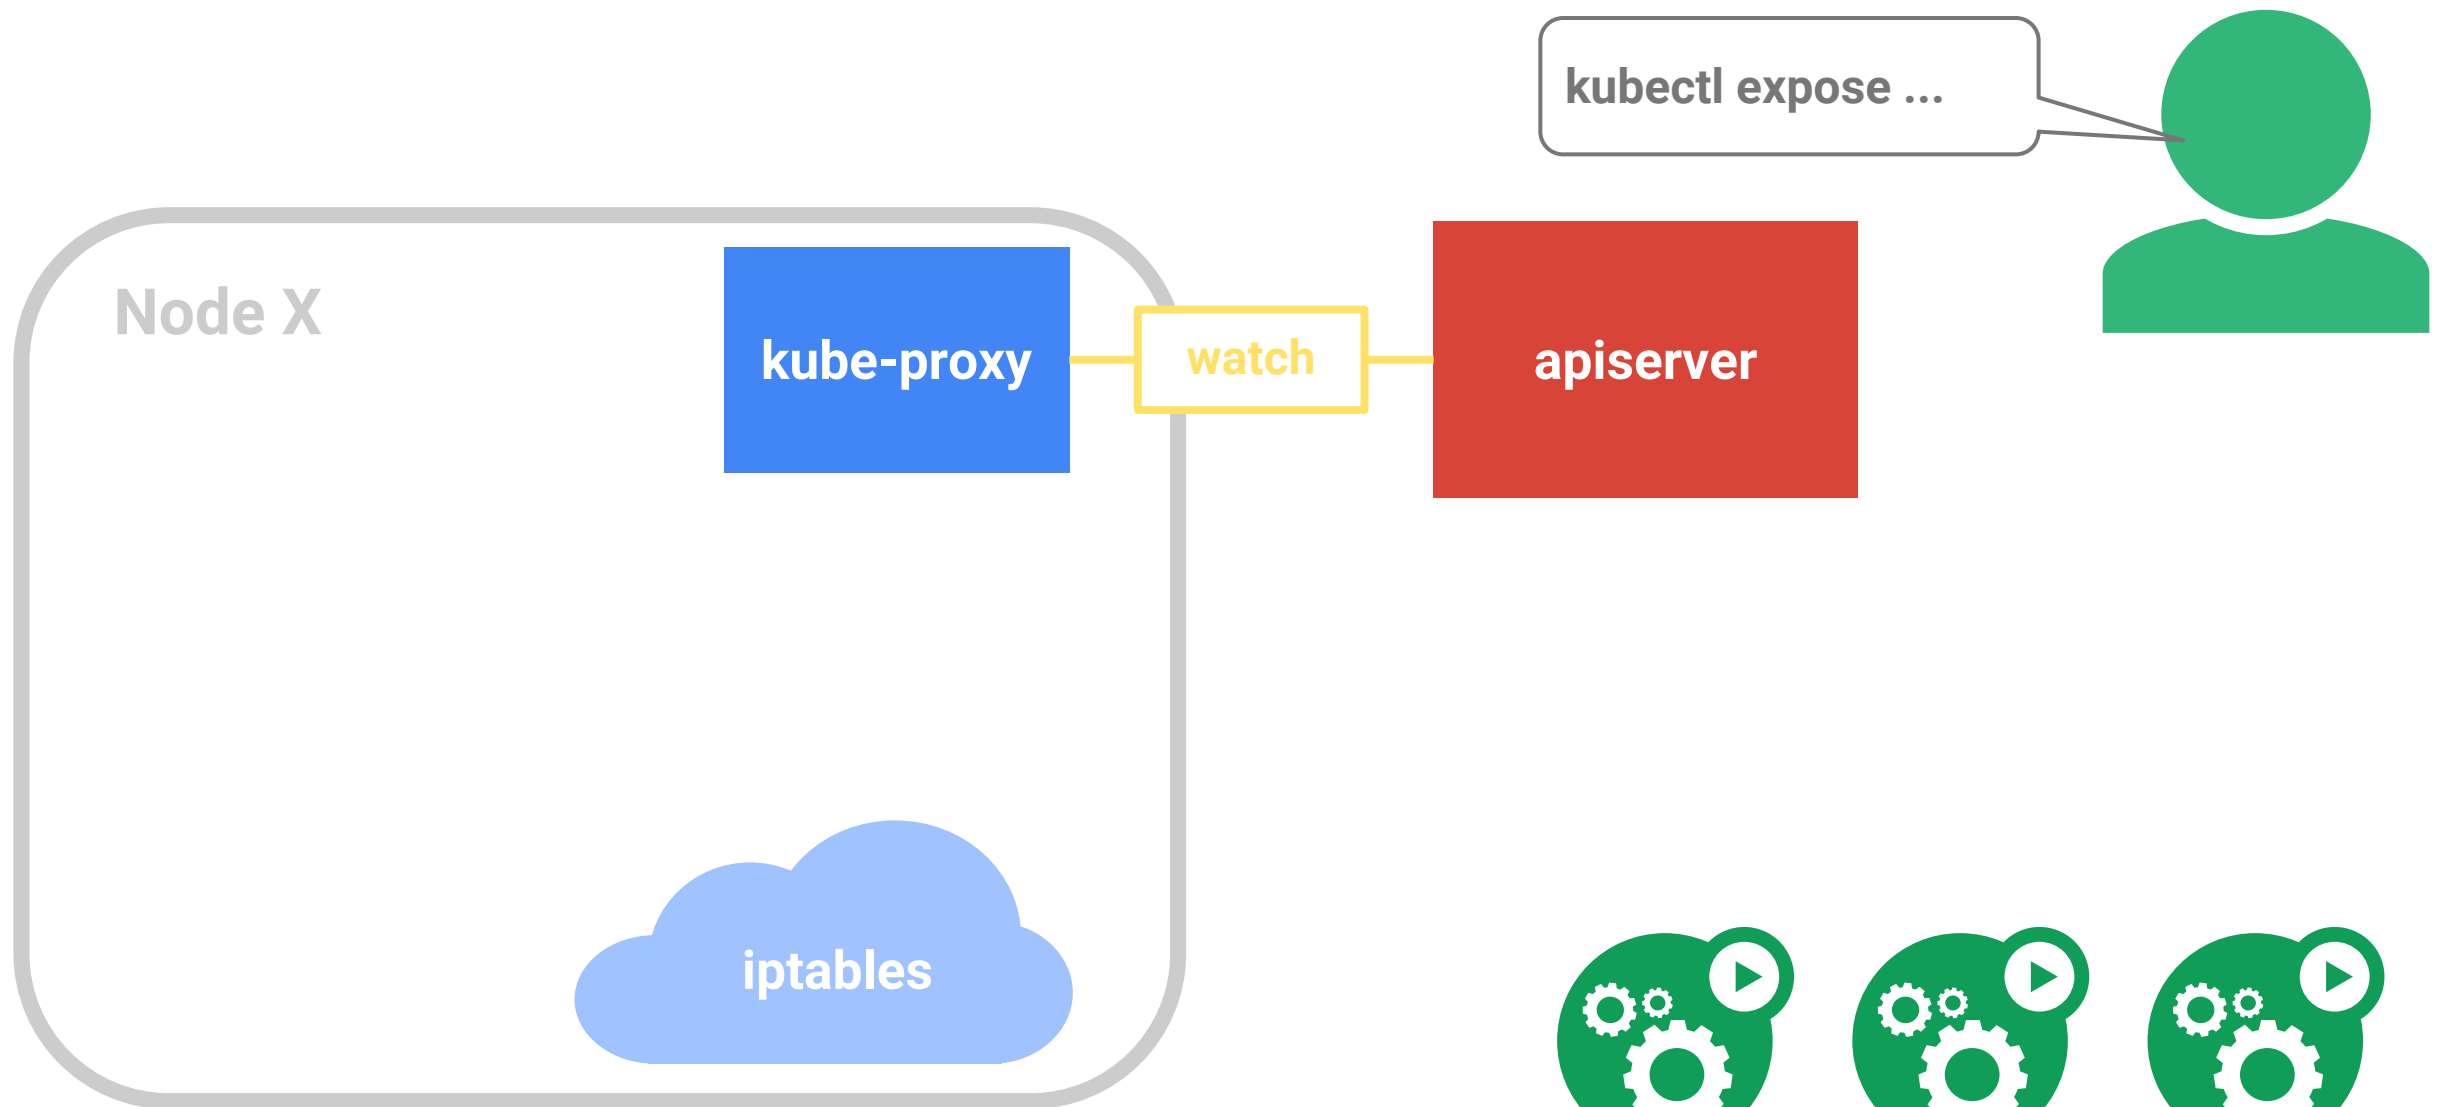 kubectl expose ...
Node X
kube-proxy
watch
apiserver
iptables